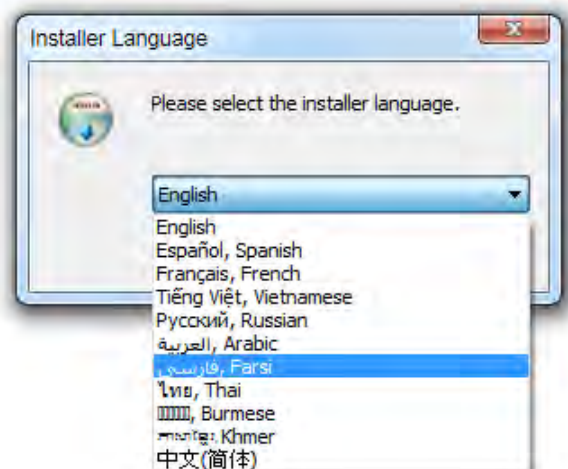 Installer Language
Please select the installer language.
English
English
Español, Spanish
Français, French
Tiếng Việt, Vietnamese
Русский, Russian
العربية, Arabic
فارسی, Farsi
ไทย, Thai
, Burmese
Khmer
中文(简体)